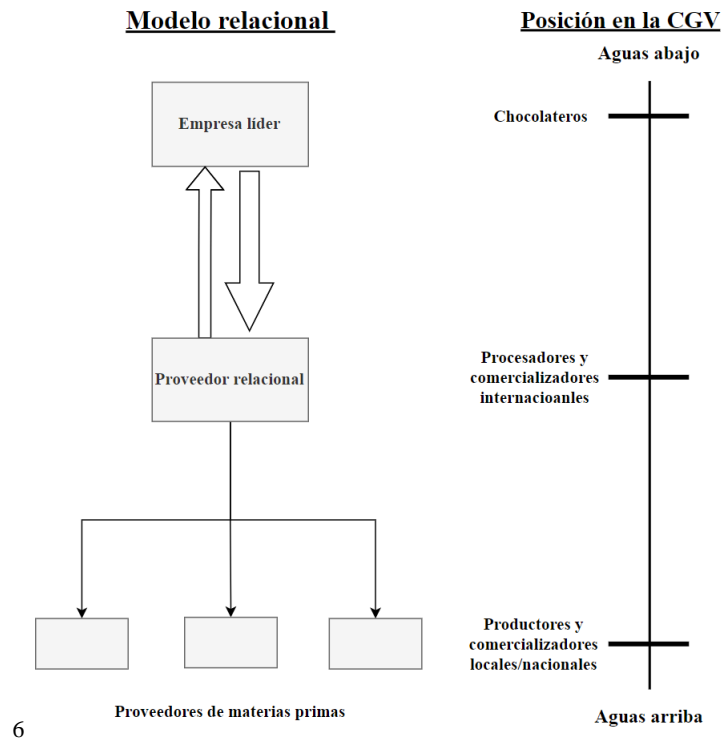 Modelo relacional
Posición en la CGV
Aguas abajo
Empresa líder
Chocolateros
Proveedor relacional
Procesadores y
comercializadores
internacioanles
Productores y
comercializadores
locales/nacionales
Proveedores de materias primas
Aguas arriba
6